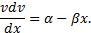 vdv/dx = α − βx.